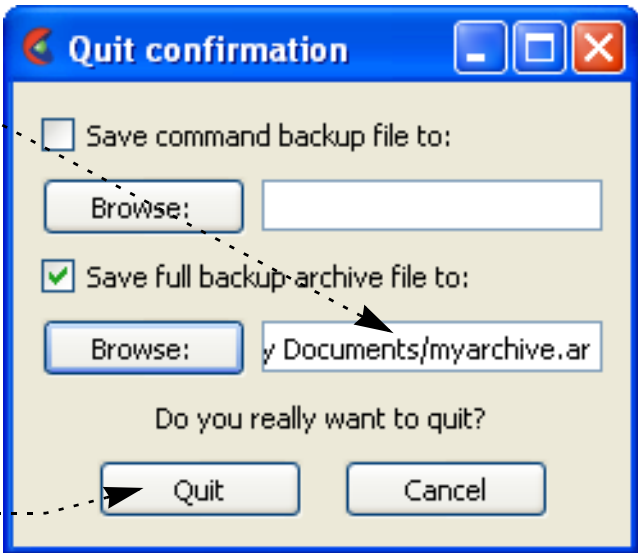 Quit confirmation
Save command backup file to:
Browse:
Save full backup archive file to:
Browse: y Documents/myarchive.ar
Do you really want to quit?
Quit Cancel